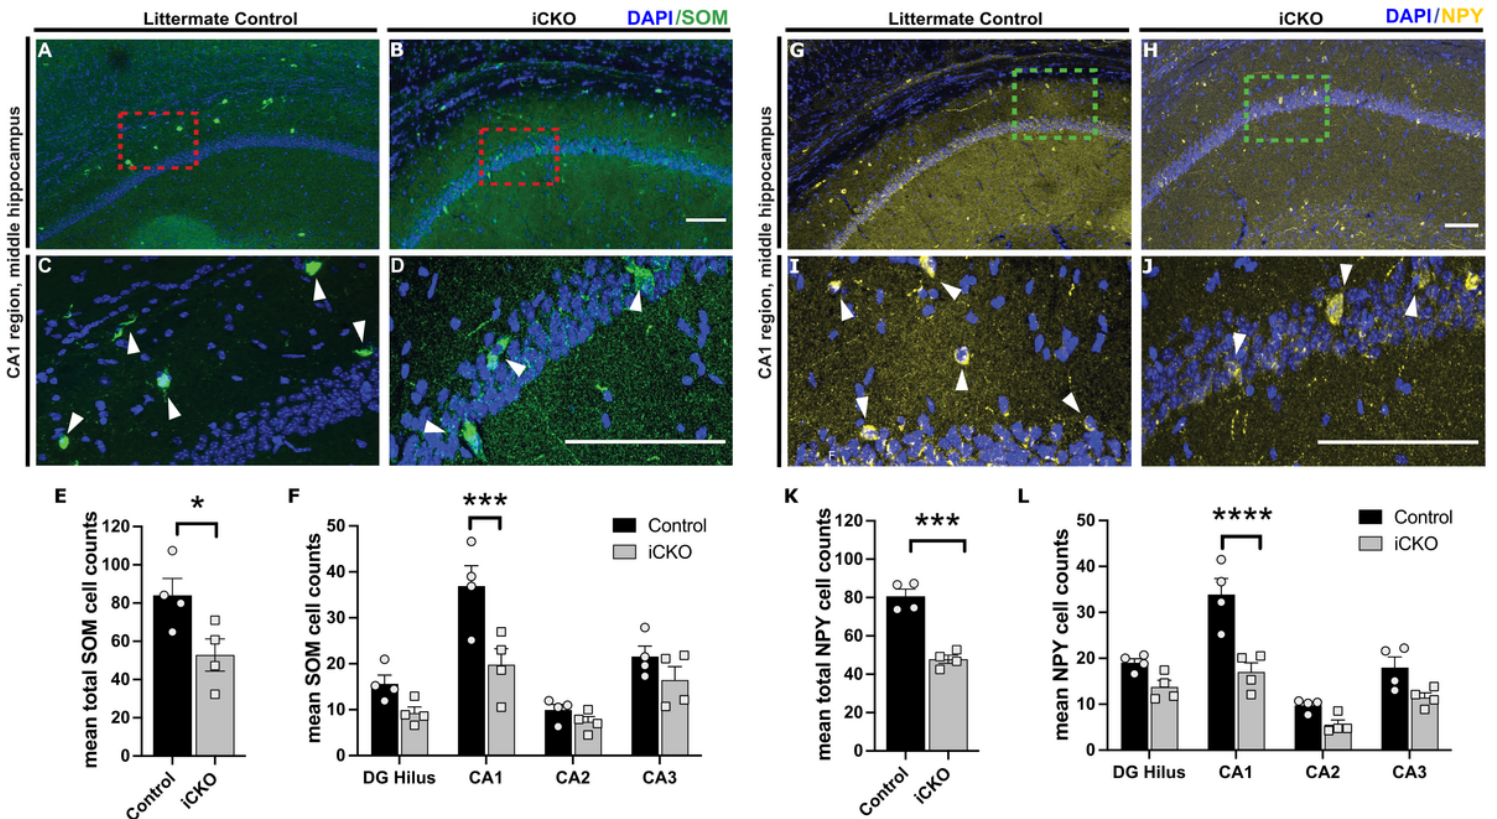 Littermate Control
iCKO
DAPI/SOM
Littermate Control
iCKO
DAPI/NPY
CA1 region, middle hippocampus
A
B
C
D
CA1 region, middle hippocampus
G
H
I
J
F
E
*
mean total SOM cell counts
120
100
80
60
40
20
0
Control
iCKO
F
***
mean SOM cell counts
50
40
30
20
10
0
DG Hilus
CA1
CA2
CA3
Control
iCKO
K
***
mean total NPY cell counts
120
100
80
60
40
20
0
Control
iCKO
L
****
mean NPY cell counts
50
40
30
20
10
0
DG Hilus
CA1
CA2
CA3
Control
iCKO